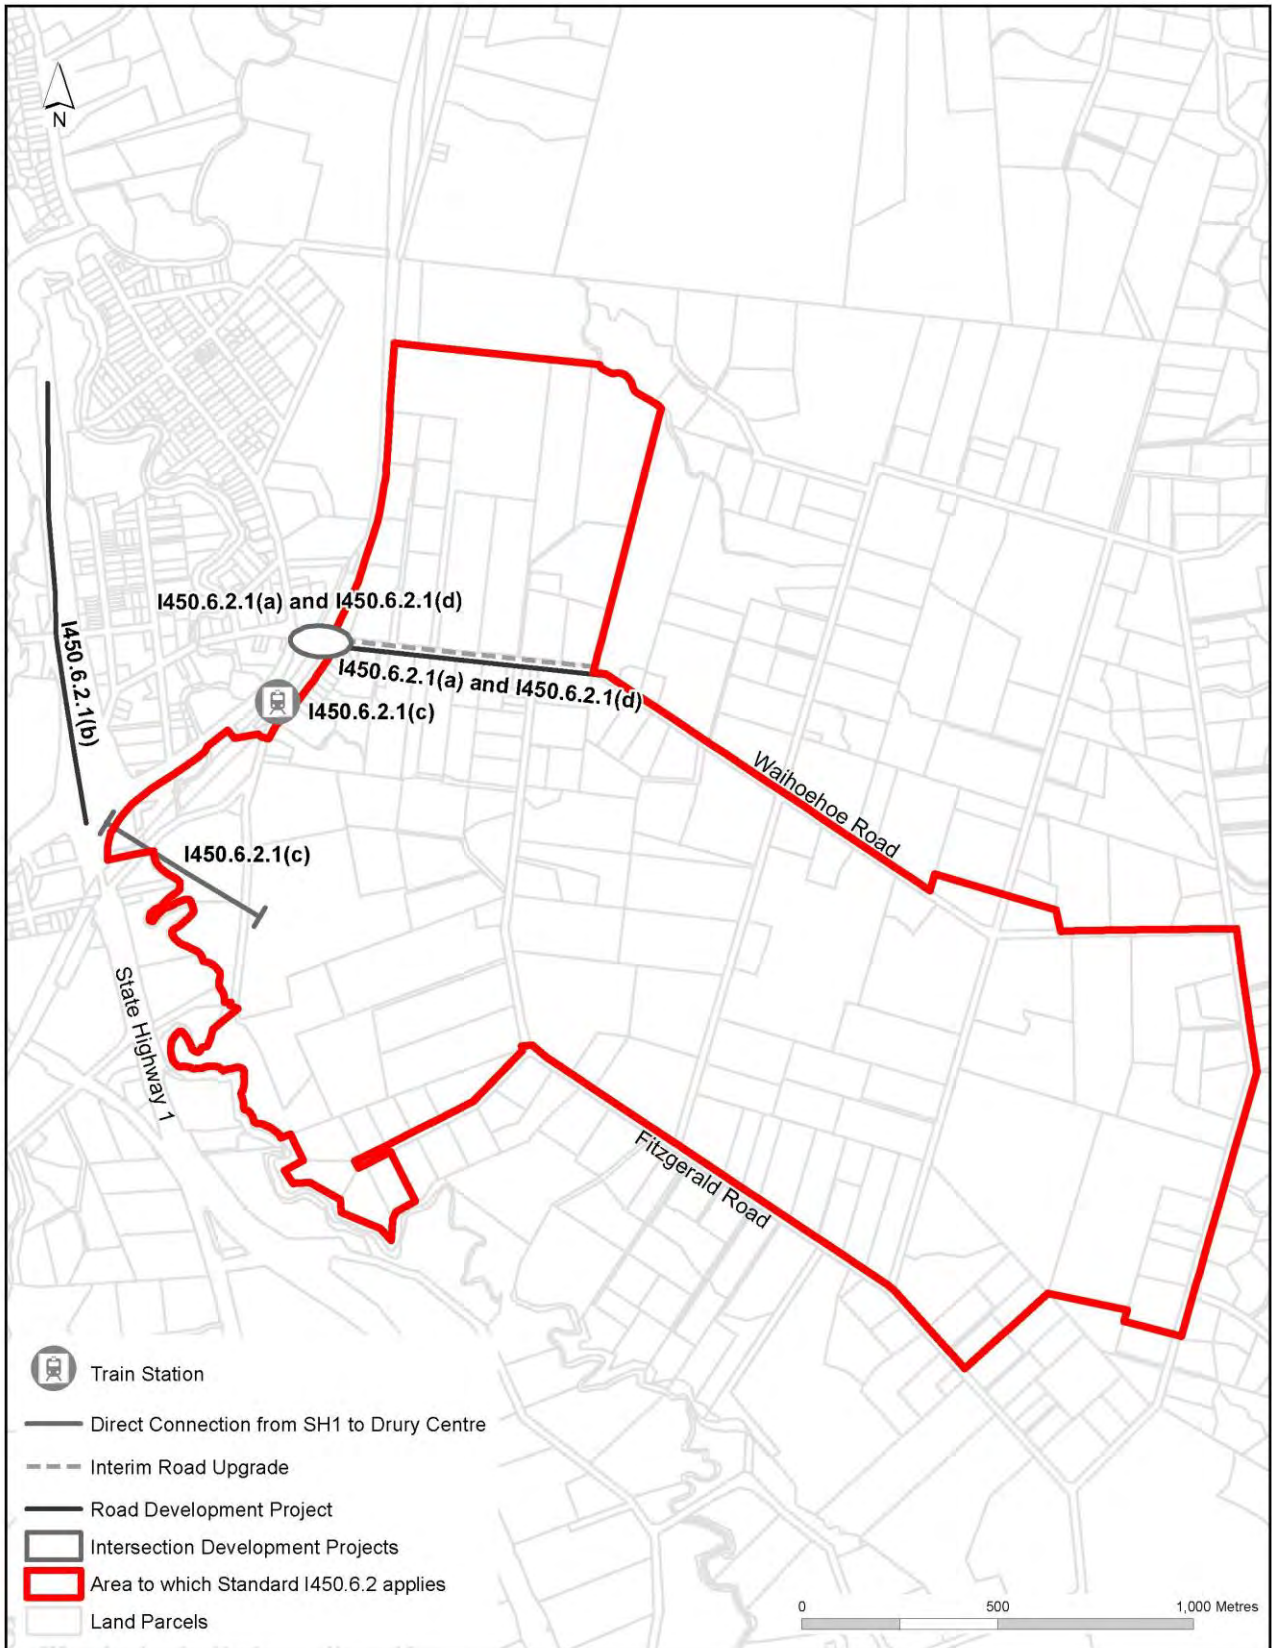 N
I450.6.2.1(a) and I450.6.2.1(d)
I450.6.2.1(b)
I450.6.2.1(a) and I450.6.2.1(d)
I450.6.2.1(c)
Waihoehoe Road
I450.6.2.1(c)
State Highway 1
Fitzgerald Road
Train Station
Direct Connection from SH1 to Drury Centre
Interim Road Upgrade
Road Development Project
Intersection Development Projects
Area to which Standard I450.6.2 applies
Land Parcels
0 500 1,000 Metres